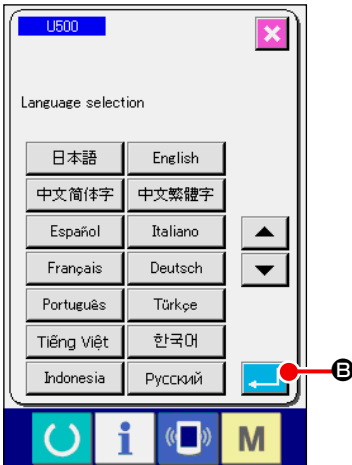 U500
Language selection
日本語 English
中文简体字 中文繁體字
Español Italiano
Français Deutsch
Português Türkçe
Tiếng Việt 한국어
Indonesia Русский
B
i M